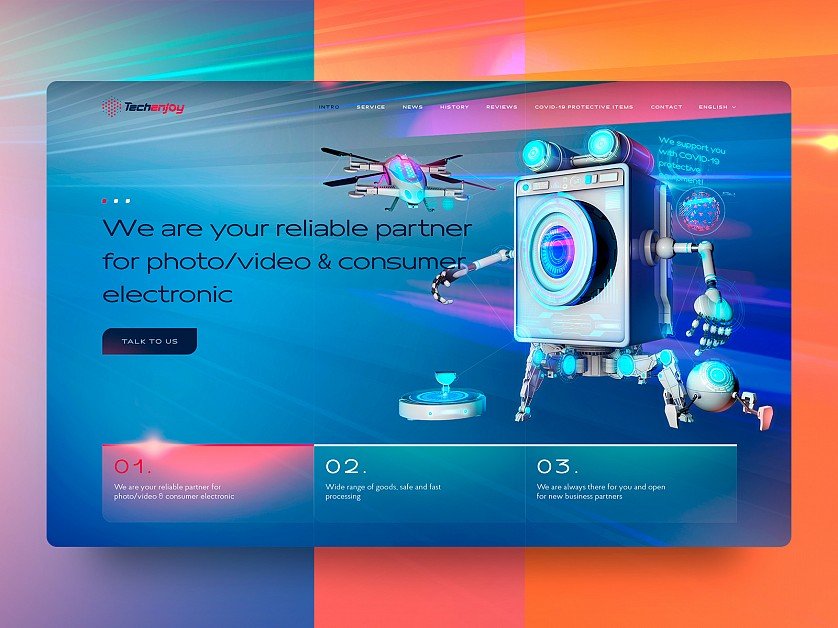 Techenjoy
INTRO
SERVICE
NEWS
HISTORY
REVIEWS
COVID-19 PROTECTIVE ITEMS
CONTACT
ENGLISH
We support you
with COVID-19
protective
equipment!
We are your reliable partner
for photo/video & consumer
electronic
TALK TO US
01.
We are your reliable partner for
photo/video & consumer electronic
02.
Wide range of goods, safe and fast
processing
03.
We are always there for you and open
for new business partners